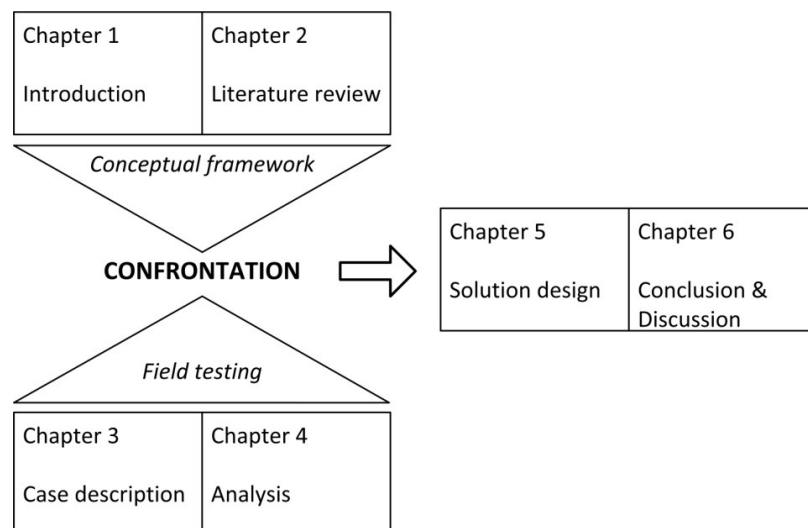 Chapter 1
Introduction
Chapter 2
Literature review
Conceptual framework
CONFRONTATION
Field testing
Chapter 3
Case description
Chapter 4
Analysis
Chapter 5
Solution design
Chapter 6
Conclusion &
Discussion